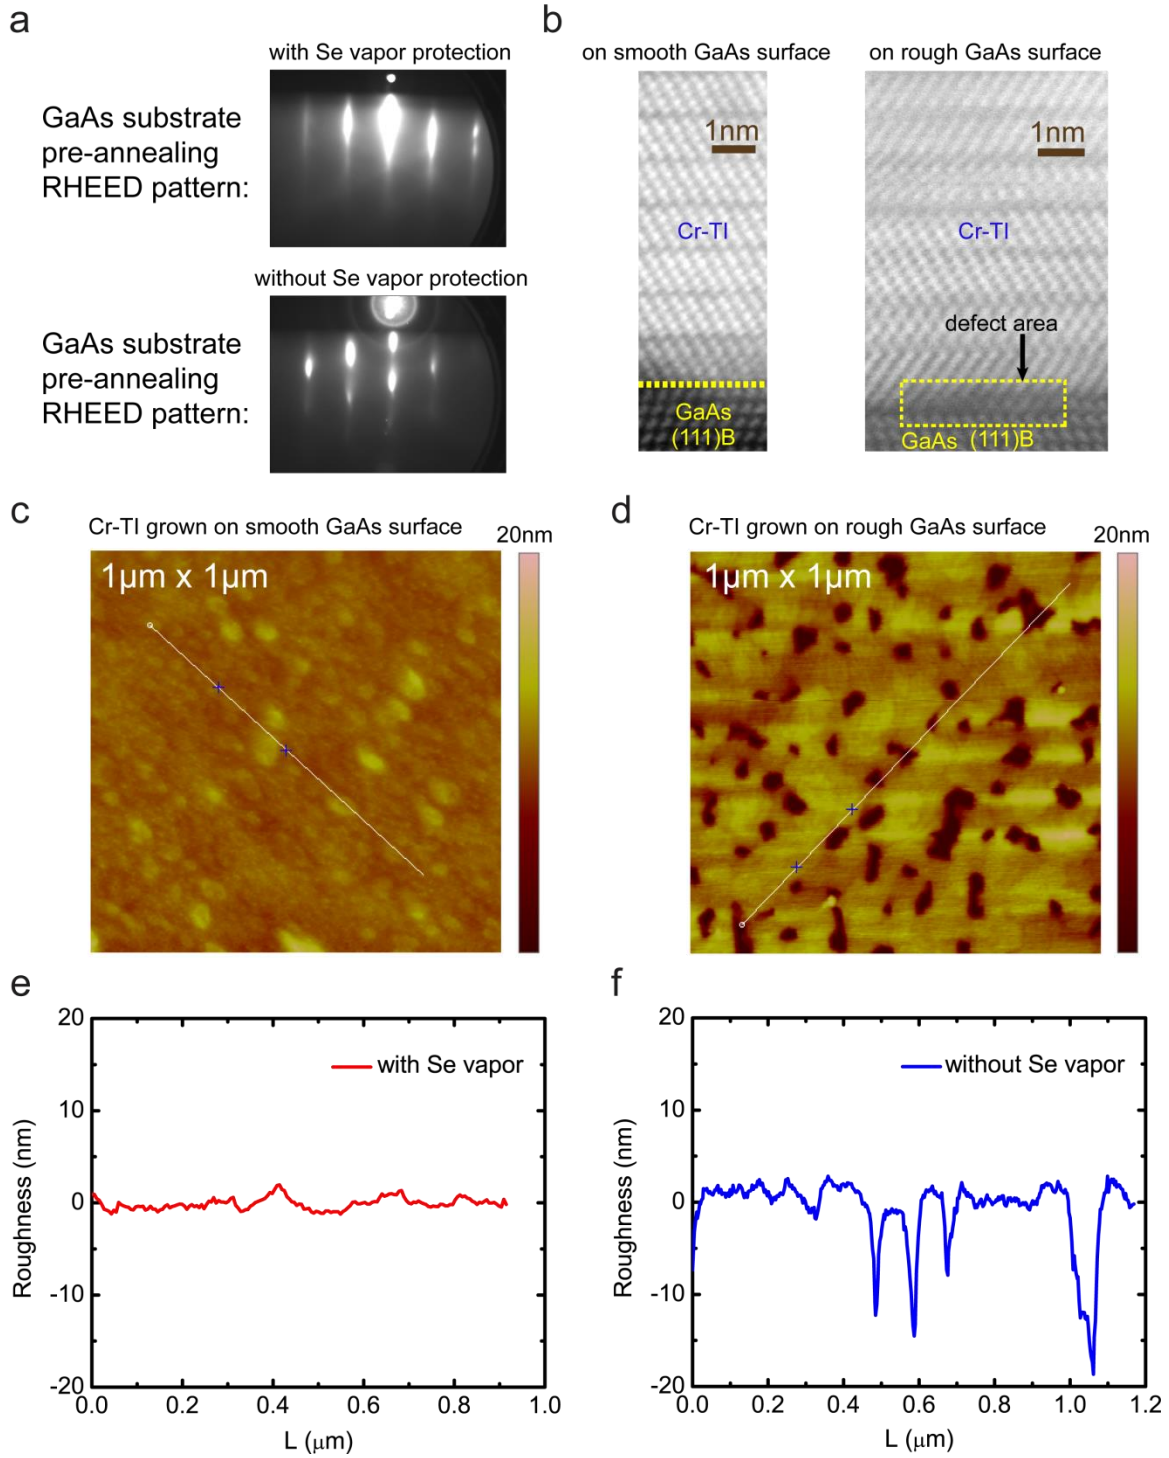 a
with Se vapor protection
GaAs substrate
pre-annealing
RHEED pattern:
without Se vapor protection
GaAs substrate
pre-annealing
RHEED pattern:
b
on smooth GaAs surface
1nm
Cr-TI
GaAs
(111)B
on rough GaAs surface
1nm
Cr-TI
defect area
GaAs (111)B
c
Cr-TI grown on smooth GaAs surface
20nm
1μm x 1μm
d
Cr-TI grown on rough GaAs surface
20nm
1μm x 1μm
e
20
10
0
-10
-20
Roughness (nm)
with Se vapor
0.0 0.2 0.4 0.6 0.8 1.0
L (μm)
f
20
10
0
-10
-20
Roughness (nm)
without Se vapor
0.0 0.2 0.4 0.6 0.8 1.0 1.2
L (μm)